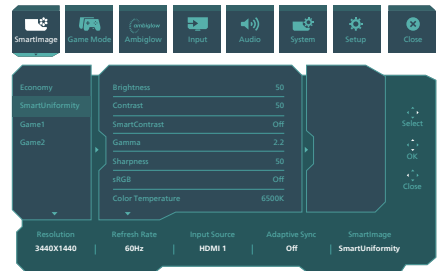 ambiglow
SmartImage Game Mode Ambiglow Input Audio System Setup Close
Economy
SmartUniformity
Game1
Game2
Brightness 50
Contrast 50
SmartContrast Off
Gamma 2.2
Sharpness 50
sRGB Off
Color Temperature 6500K
Select
OK
Close
Resolution Refresh Rate Input Source Adaptive Sync SmartImage
3440X1440 | 60Hz | HDMI 1 | Off | SmartUniformity